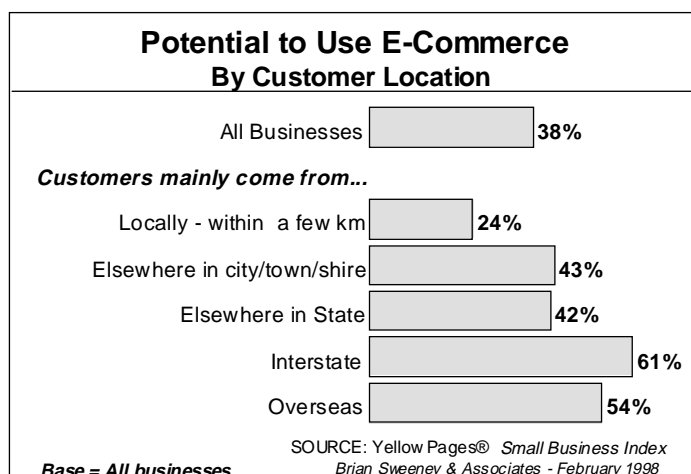 Potential to Use E-Commerce
By Customer Location
All Businesses 38%
Customers mainly come from...
Locally - within a few km 24%
Elsewhere in city/town/shire 43%
Elsewhere in State 42%
Interstate 61%
Overseas 54%
SOURCE: Yellow Pages® Small Business Index
Base = All businesses Brian Sweeney & Associates - February 1998